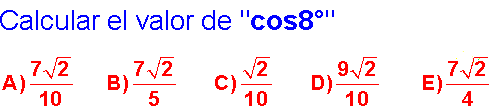 Calcular el valor de "cos8°"
A) 7√2/10 B) 7√2/5 C) √2/10 D) 9√2/10 E) 7√2/4